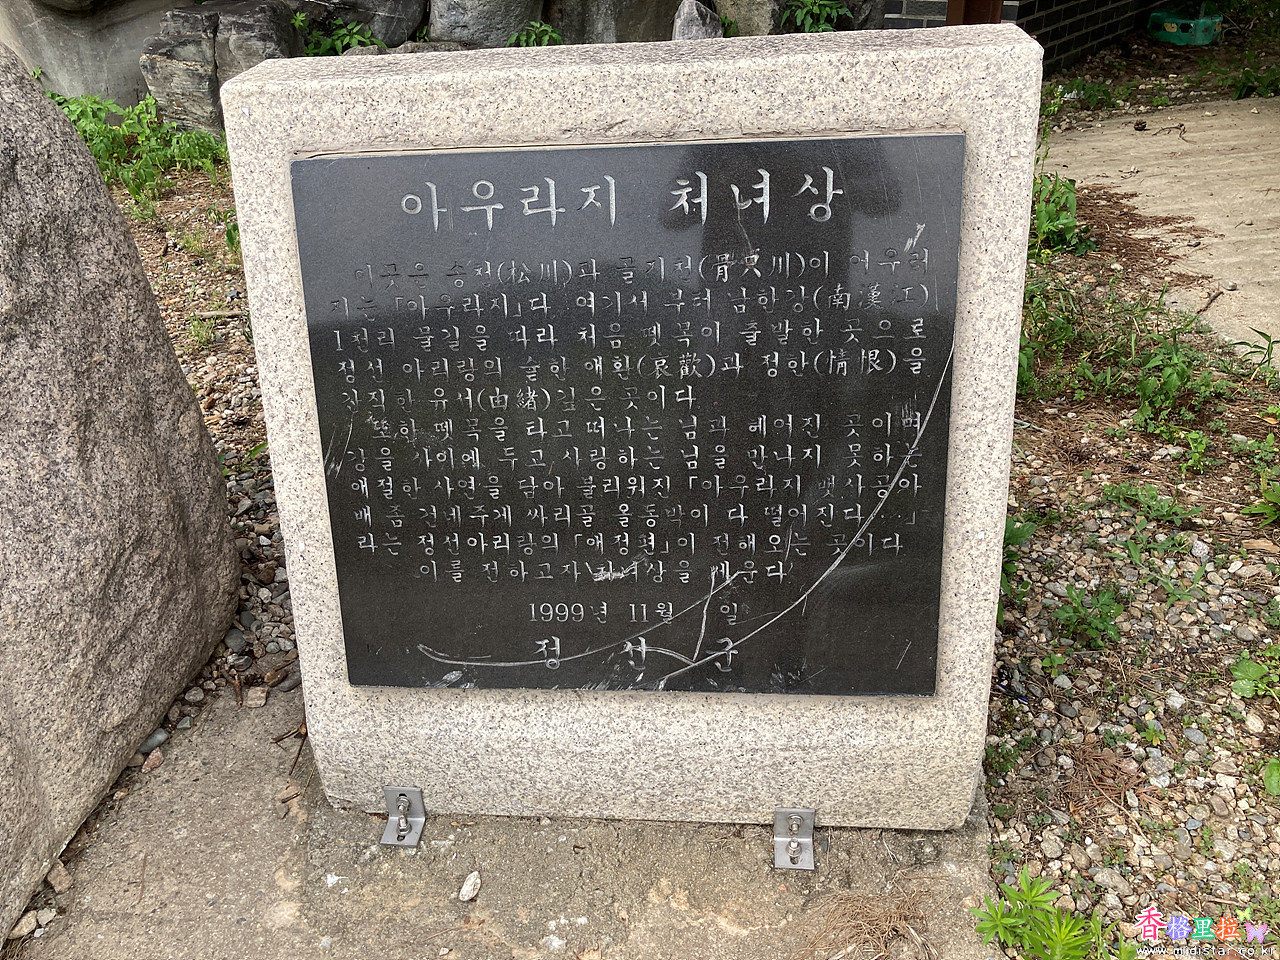 아우라지 처녀상
이곳은 송천(松川)과 골지천(骨只川)이 어우러
지는 「아우라지」다. 여기서 부터 남한강(南漢江)
1천리 물길을 따라 처음 뗏목이 출발한 곳으로
정선 아리랑의 숱한 애환(哀歡)과 정한(情恨)을
간직한 유서(由緖)깊은 곳이다
또한 뗏목을 타고 떠나는 님과 헤어진 곳이며
강을 사이에 두고 사랑하는 님을 만나지 못하는
애절한 사연을 담아 불리워진 「아우라지 뱃사공아
배 좀 건네주게 싸리골 올동박이 다 떨어진다...」
라는 정선아리랑의 「애정편」이 전해오는 곳이다
이를 전하고자 처녀상을 세운다
1999년 11월 일
정 선 군
香格里拉
www.mitistar.co.kr